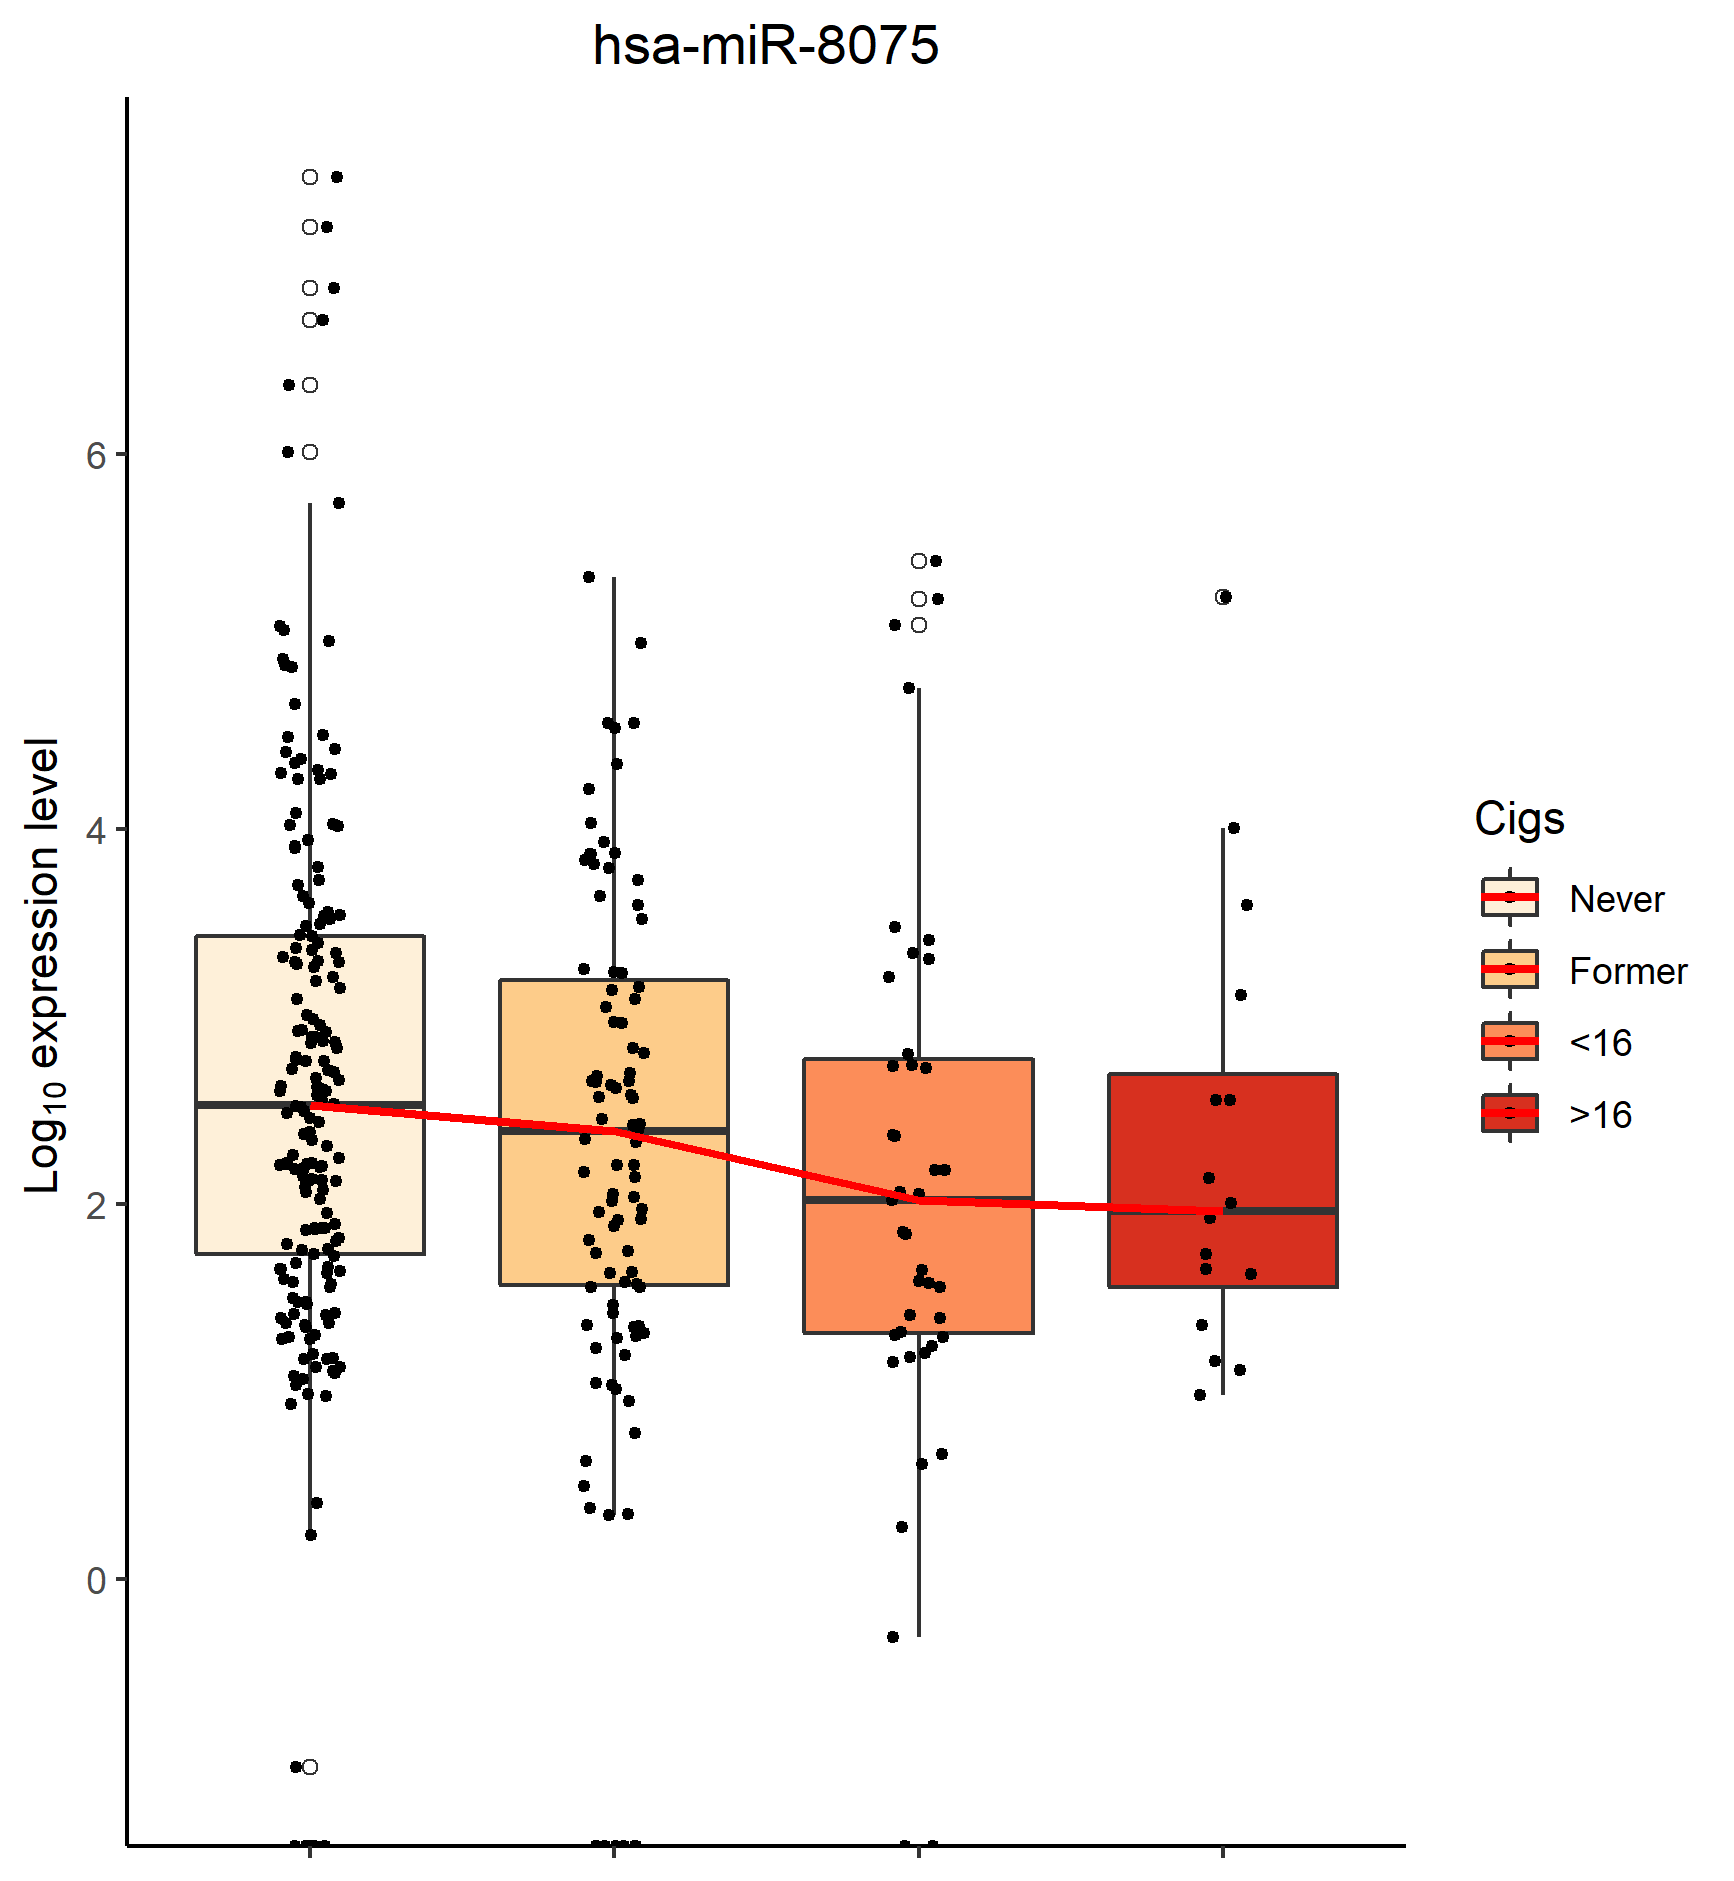 hsa-miR-8075
Log10 expression level
6
4
2
0
Cigs
Never
Former
<16
>16